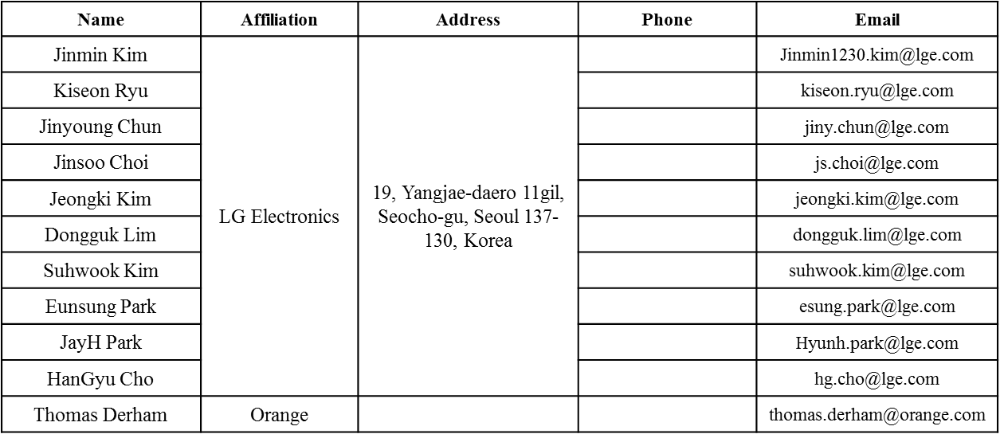 Name Affiliation Address Phone Email
Jinmin Kim Jinmin1230.kim@lge.com
Kiseon Ryu kiseon.ryu@lge.com
Jinyoung Chun jiny.chun@lge.com
Jinsoo Choi js.choi@lge.com
Jeongki Kim jeongki.kim@lge.com
LG Electronics
19, Yangjae-daero 11gil,
Seocho-gu, Seoul 137-
130, Korea
Dongguk Lim dongguk.lim@lge.com
Suhwook Kim suhwook.kim@lge.com
Eunsung Park esung.park@lge.com
JayH Park Hyunh.park@lge.com
HanGyu Cho hg.cho@lge.com
Thomas Derham Orange thomas.derham@orange.com